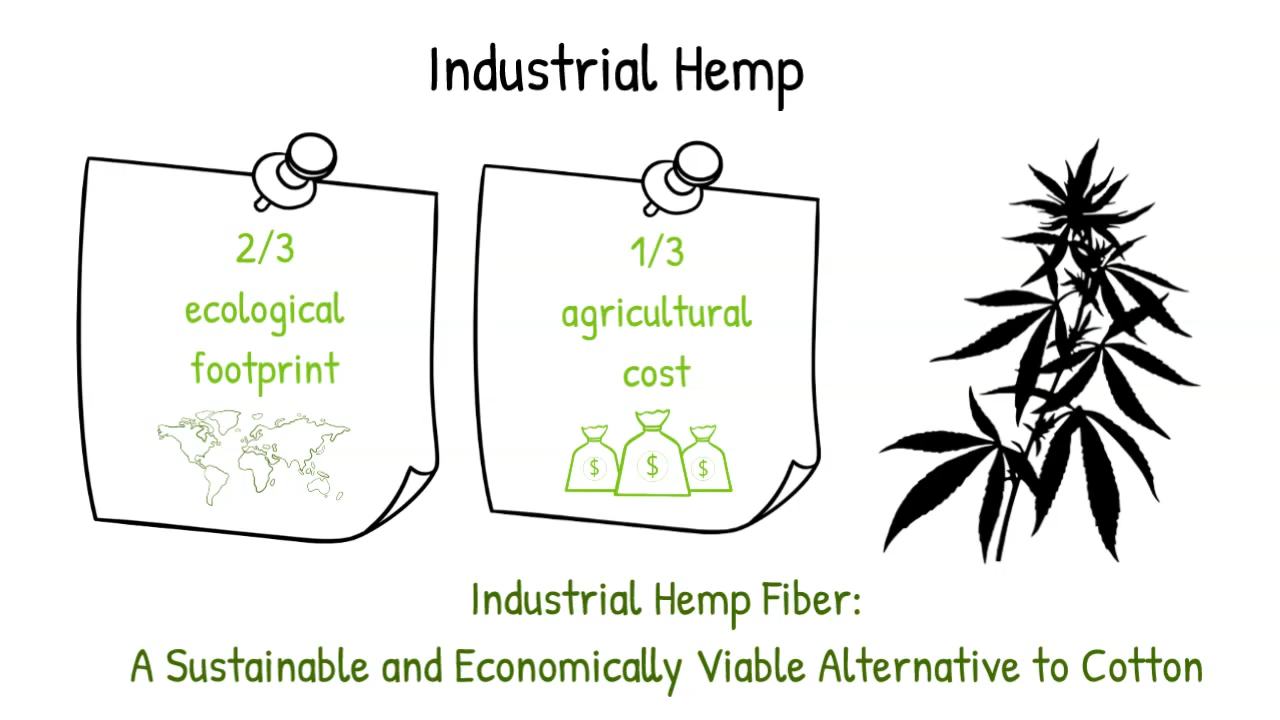 Industrial Hemp
2/3
ecological
footprint
1/3
agricultural
cost
$ $ $
Industrial Hemp Fiber:
A Sustainable and Economically Viable Alternative to Cotton